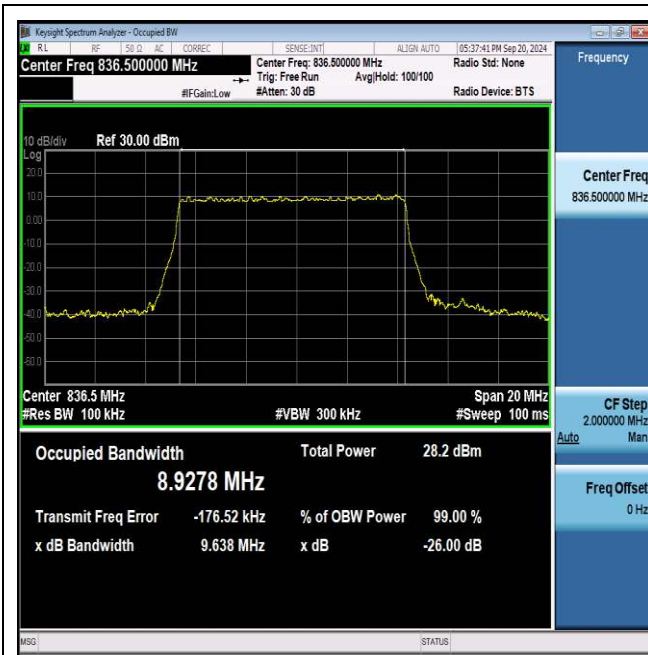 Keysight Spectrum Analyzer - Occupied BW
RL RF 50 Ω AC CORREC SENSE:INT ALIGN AUTO 05:37:41 PM Sep 20, 2024
Center Freq 836.500000 MHz
Center Freq: 836.500000 MHz Radio Std: None
Trig: Free Run Avg|Hold: 100/100
#IFGain:Low #Atten: 30 dB Radio Device: BTS
10 dB/div Ref 30.00 dBm
Log
20.0
10.0
0.00
-10.0
-20.0
-30.0
-40.0
-50.0
-60.0
Center 836.5 MHz Span 20 MHz
#Res BW 100 kHz #VBW 300 kHz #Sweep 100 ms
Occupied Bandwidth Total Power 28.2 dBm
8.9278 MHz
Transmit Freq Error -176.52 kHz % of OBW Power 99.00 %
x dB Bandwidth 9.638 MHz x dB -26.00 dB
MSG STATUS
Frequency
Center Freq
836.500000 MHz
CF Step
2.000000 MHz
Auto Man
Freq Offset
0 Hz